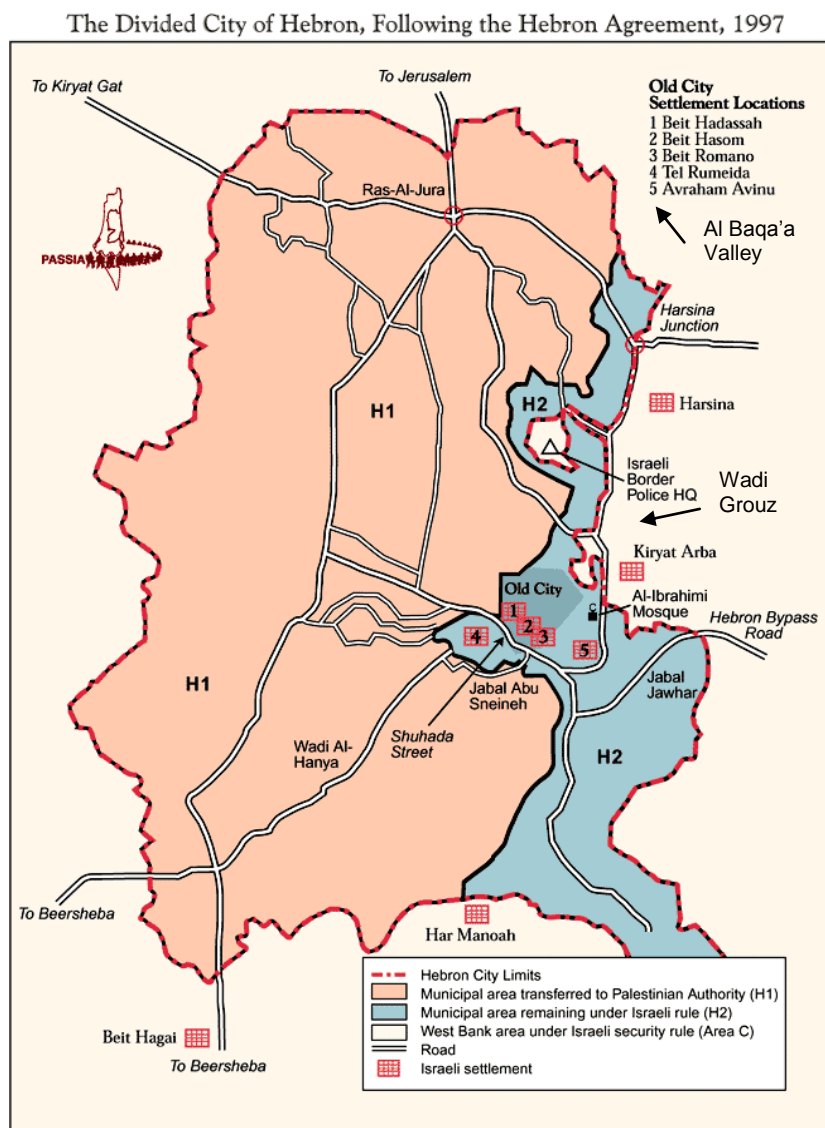 The Divided City of Hebron, Following the Hebron Agreement, 1997
To Kiryat Gat
To Jerusalem
Old City
Settlement Locations
1 Beit Hadassah
2 Beit Hasom
3 Beit Romano
4 Tel Rumeida
5 Avraham Avinu
Ras-Al-Jura
Al Baqa'a
Valley
PASSIA
Harsina
Junction
H1
H2
Harsina
Israeli
Border
Police HQ
Wadi
Grouz
Kiryat Arba
Old City
Al-Ibrahimi
Mosque
C
1
2
3
4
5
Hebron Bypass
Road
H1
Jabal Abu
Sneineh
Jabal
Jawhar
Shuhada
Street
Wadi Al-
Hanya
H2
To Beersheba
Har Manoah
Beit Hagai
To Beersheba
Hebron City Limits
Municipal area transferred to Palestinian Authority (H1)
Municipal area remaining under Israeli rule (H2)
West Bank area under Israeli security rule (Area C)
Road
Israeli settlement